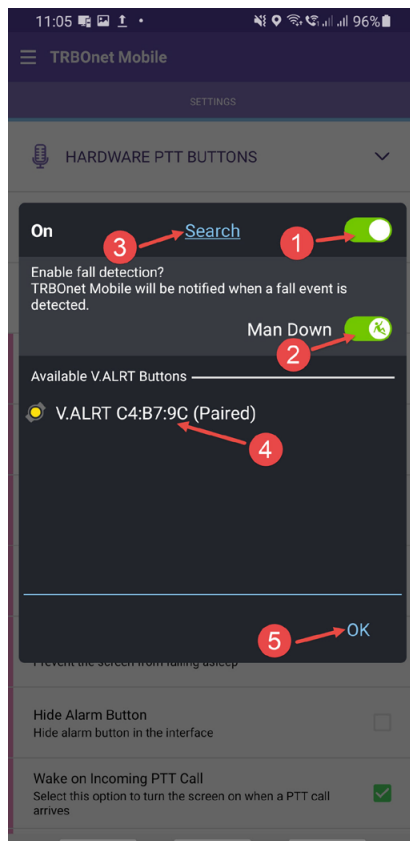 11:05 96%
TRBOnet Mobile
SETTINGS
HARDWARE PTT BUTTONS
On Search
3
1
Enable fall detection?
TRBOnet Mobile will be notified when a fall event is
detected.
Man Down
2
Available V.ALRT Buttons
V.ALRT C4:B7:9C (Paired)
4
OK
5
Prevent the screen from falling asleep
Hide Alarm Button
Hide alarm button in the interface
Wake on Incoming PTT Call
Select this option to turn the screen on when a PTT call
arrives